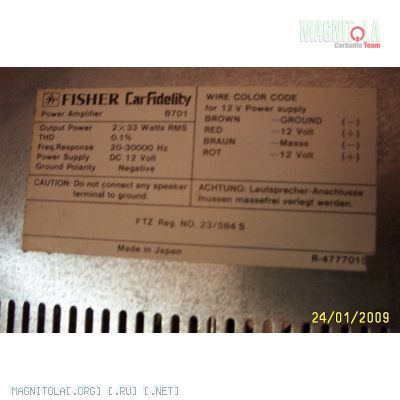 MAGNITOLA
CarAudio Team
FISHER CarFidelity
Power Amplifier B701
Output Power 2×33 Watts RMS
THD 0.1%
Freq. Response 20-30000 Hz
Power Supply DC 12 Volt
Ground Polarity Negative
WIRE COLOR CODE
for 12 V Power supply
BROWN —GROUND (—)
RED —12 Volt (+)
BRAUN —Masse (—)
ROT —12 Volt (+)
CAUTION: Do not connect any speaker
terminal to ground.
ACHTUNG: Lautsprecher-Anschlusse
mussen massefrei verlegt werden.
FTZ Reg. NO. 23/584 S
Made in Japan
24/01/2009
MAGNITOLA[.ORG] [.RU] [.NET]